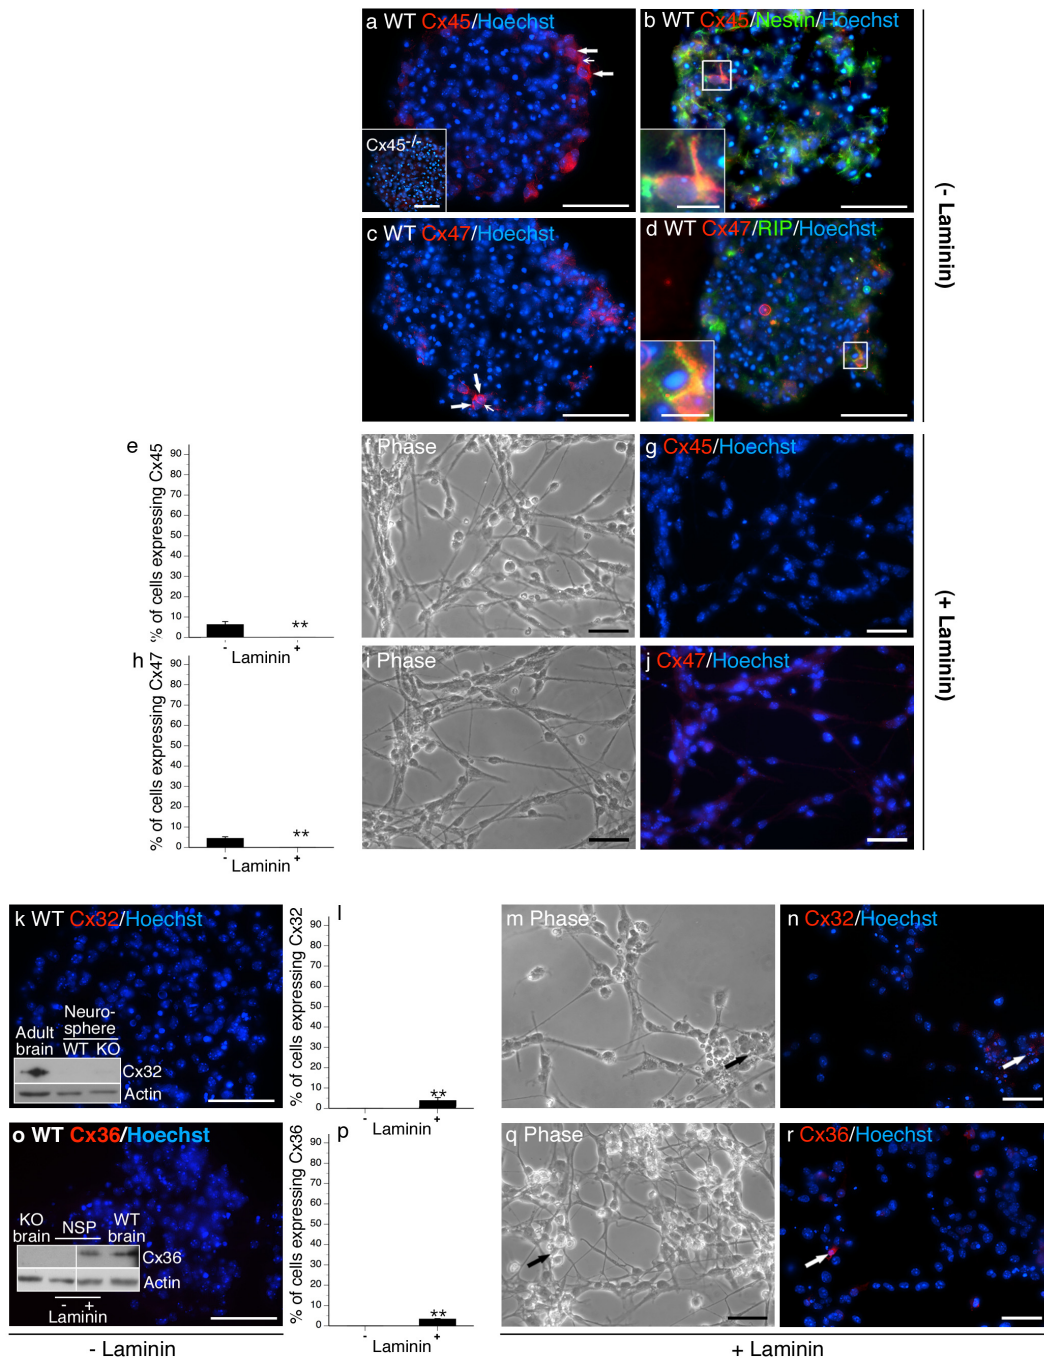 a WT Cx45/Hoechst
Cx45-/-
b WT Cx45/Nestin/Hoechst
c WT Cx47/Hoechst
d WT Cx47/RIP/Hoechst
(- Laminin)
e
% of cells expressing Cx45
90
80
70
60
50
40
30
20
10
0
**
- Laminin +
f Phase
g Cx45/Hoechst
h
% of cells expressing Cx47
90
80
70
60
50
40
30
20
10
0
**
- Laminin +
i Phase
j Cx47/Hoechst
(+ Laminin)
k WT Cx32/Hoechst
Neuro-
sphere
Adult
brain WT KO
Cx32
Actin
l
% of cells expressing Cx32
90
80
70
60
50
40
30
20
10
0
**
- Laminin +
m Phase
n Cx32/Hoechst
o WT Cx36/Hoechst
KO
brain NSP WT
brain
Cx36
Actin
- +
Laminin
p
% of cells expressing Cx36
90
80
70
60
50
40
30
20
10
0
**
- Laminin +
q Phase
r Cx36/Hoechst
- Laminin
+ Laminin